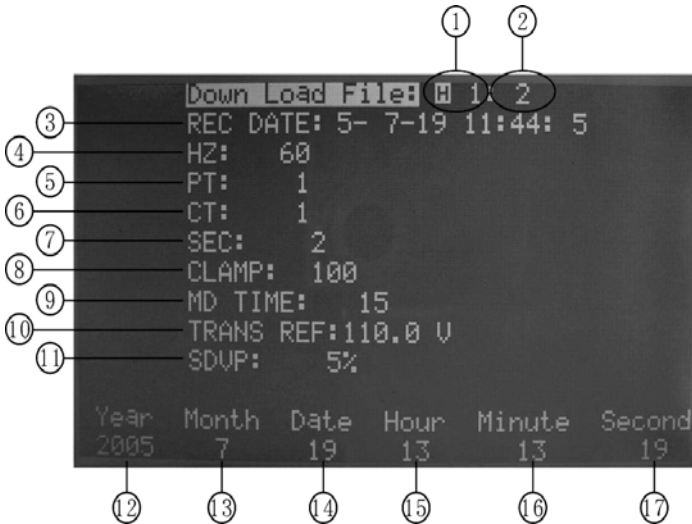 ① ②
Down Load File: H 1: 2
③ REC DATE: 5- 7-19 11:44: 5
④ HZ: 60
⑤ PT: 1
⑥ CT: 1
⑦ SEC: 2
⑧ CLAMP: 100
⑨ MD TIME: 15
⑩ TRANS REF:110.0 V
⑪ SDVP: 5%
Year Month Date Hour Minute Second
2005 7 19 13 13 19
⑫ ⑬ ⑭ ⑮ ⑯ ⑰